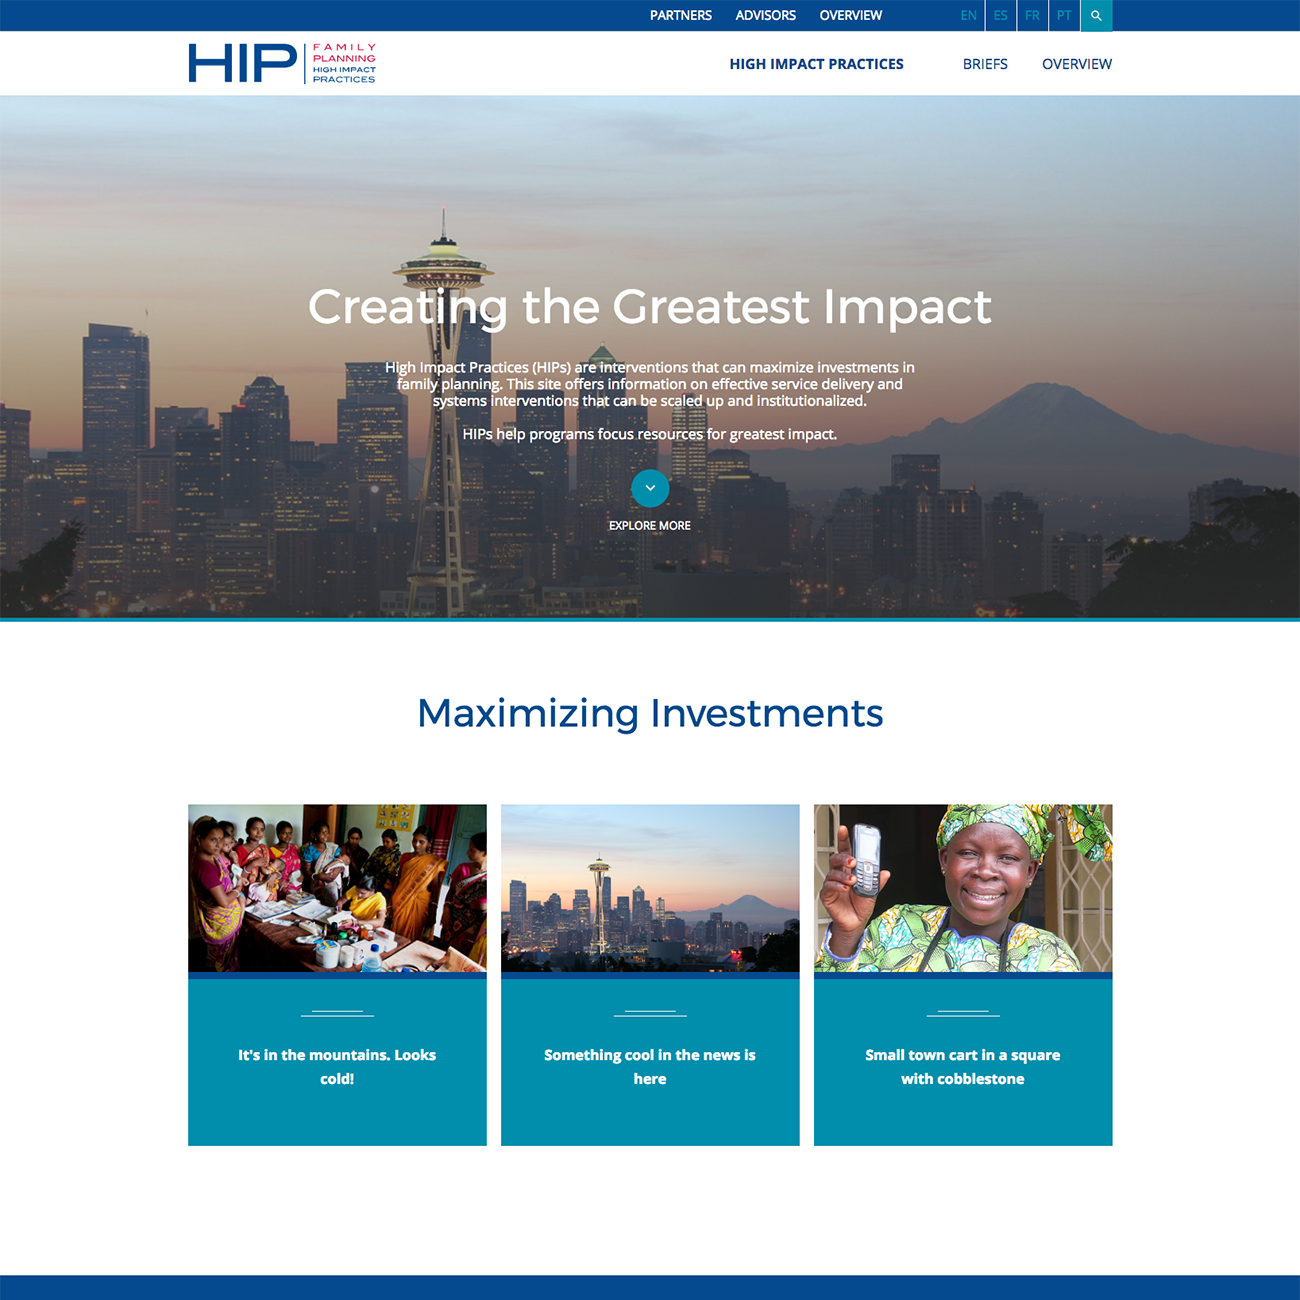 PARTNERS ADVISORS OVERVIEW EN ES FR PT
HIP
FAMILY
PLANNING
HIGH IMPACT
PRACTICES
HIGH IMPACT PRACTICES BRIEFS OVERVIEW
Creating the Greatest Impact
High Impact Practices (HIPs) are interventions that can maximize investments in
family planning. This site offers information on effective service delivery and
systems interventions that can be scaled up and institutionalized.
HIPs help programs focus resources for greatest impact.
EXPLORE MORE
Maximizing Investments
It's in the mountains. Looks
cold!
Something cool in the news is
here
Small town cart in a square
with cobblestone